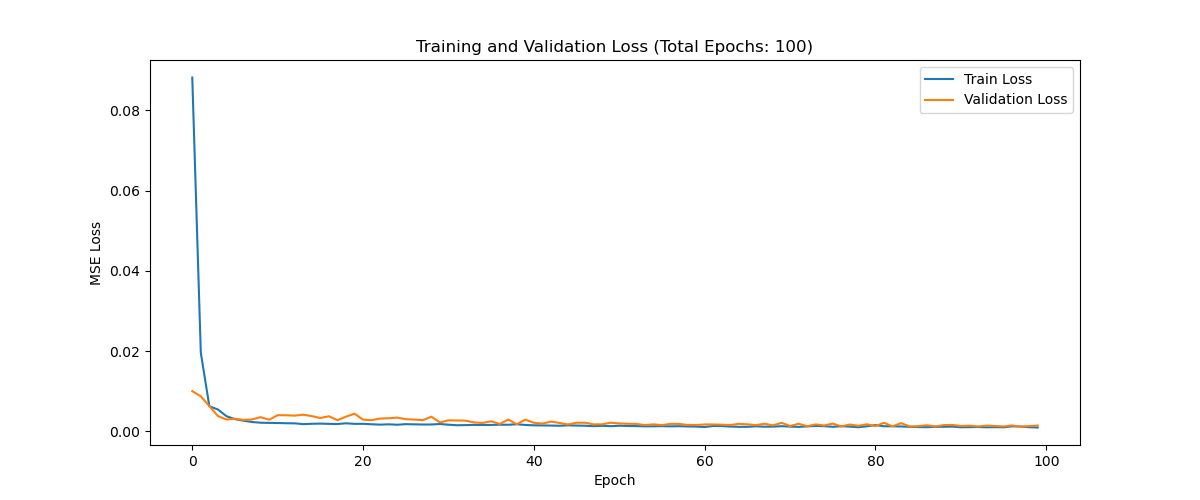 Training and Validation Loss (Total Epochs: 100)
Train Loss
Validation Loss
MSE Loss
0.08
0.06
0.04
0.02
0.00
0 20 40 60 80 100
Epoch